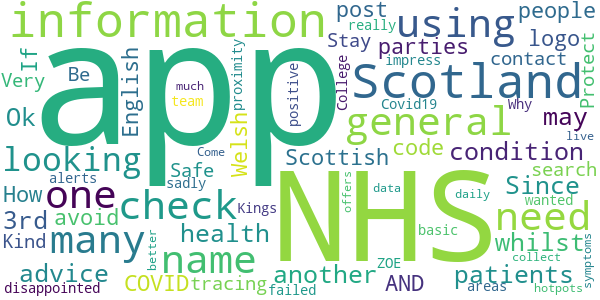 information
app
using
post
people
really
logo
Stay
impress
parties
contact
If
Very
Be
English
proximity
positive
College
much
team
Scotland
Protect
Ok
Covid19
Why
general
may
live
looking
Welsh
Come
Scottish
code
condition
How
alerts
Safe
sadly
NHS
search
one
check
Since
wanted
3rd
avoid
Kings
offers
data
daily
need
Kind
many
health
name
basic
whilst
better
another
ZOE
collect
symptoms
advice
COVID
tracing
failed
AND
patients
areas
disappointed
hotpots